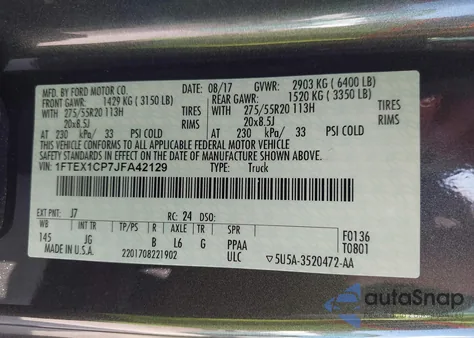 MFD. BY FORD MOTOR CO. 08/17 GVWR: 2903 KG (6400 LB)
FRONT GAWR: 1429 KG (3150 LB) REAR GAWR: 1520 KG (3350 LB)
275/55R20 113H TIRES 275/55R20 113H TIRES
20x8.5J RIMS 20x8.5J RIMS
AT 230 kPa/ 33 PSI COLD AT 230 kPa/ 33 PSI COLD
THIS VEHICLE CONFORMS TO ALL APPLICABLE FEDERAL MOTOR VEHICLE
SAFETY STANDARDS IN EFFECT ON THE DATE OF MANUFACTURE SHOWN ABOVE.
VIN: 1FTEX1CP7JFA42129 TYPE: Truck
EXT PNT: J7 RC: 24 DSO: F0136
WB INT TR TP/PS R AXLE TR SPR T0801
145 JG B L6 G PPAA
MADE IN U.S.A. 2201708221902 ULC 5U5A-3520472-AA
autoSnap